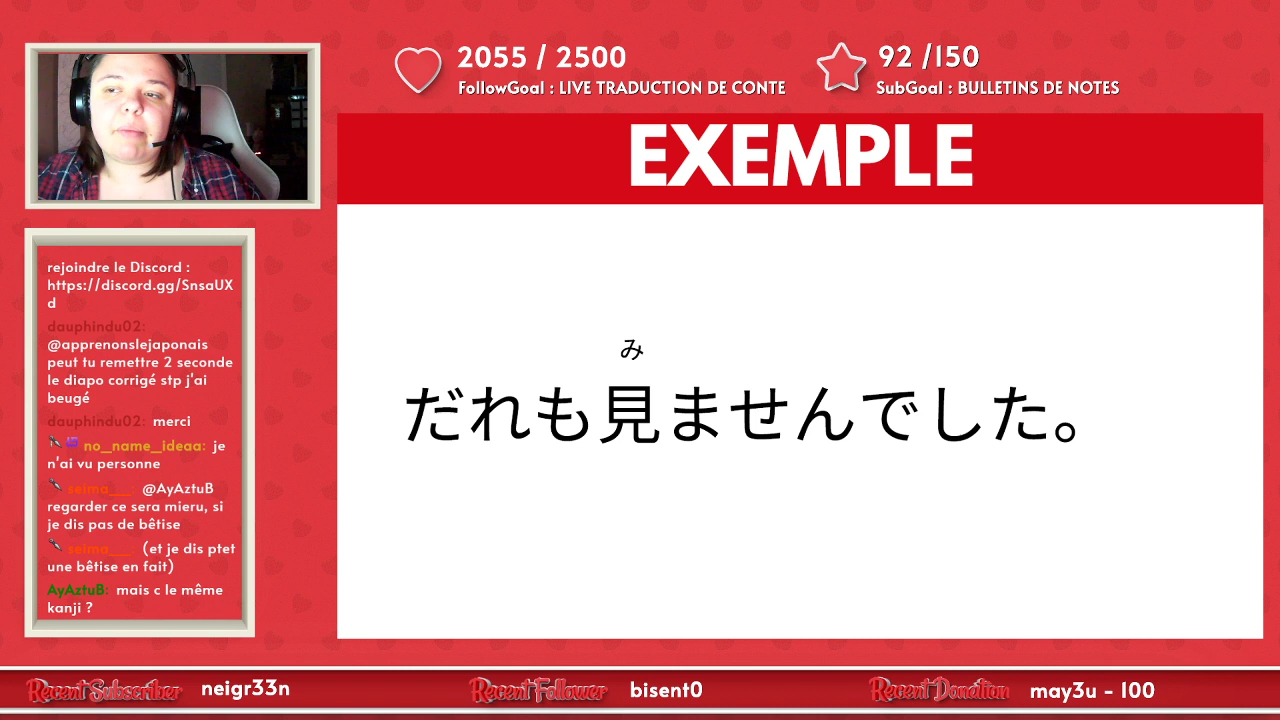 2055 / 2500
FollowGoal : LIVE TRADUCTION DE CONTE
92 /150
SubGoal : BULLETINS DE NOTES
EXEMPLE
み
だれも見ませんでした。
rejoindre le Discord :
https://discord.gg/SnsaUX
d
dauphindu02:
@apprenonslejaponais
peut tu remettre 2 seconde
le diapo corrigé stp j'ai
beugé
dauphindu02: merci
no_name_ideaa: je
n'ai vu personne
seima___: @AyAztuB
regarder ce sera mieru, si
je dis pas de bêtise
seima___: (et je dis ptet
une bêtise en fait)
AyAztuB: mais c le même
kanji ?
Recent Subscriber neigr33n
Recent Follower bisent0
Recent Donation may3u - 100